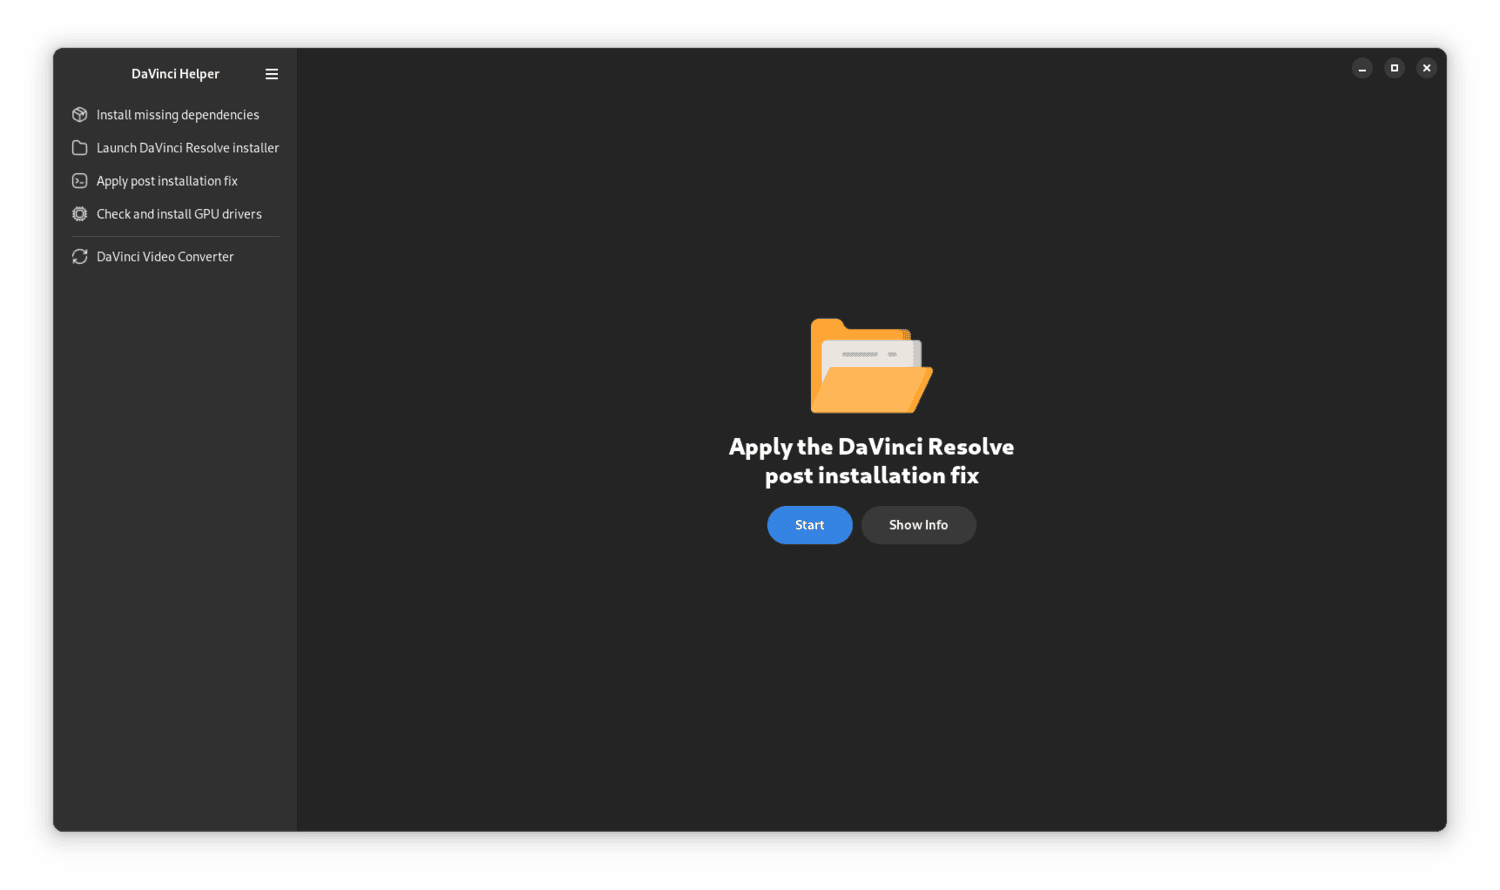 DaVinci Helper
Install missing dependencies
Launch DaVinci Resolve installer
Apply post installation fix
Check and install GPU drivers
DaVinci Video Converter
Apply the DaVinci Resolve
post installation fix
Start
Show Info